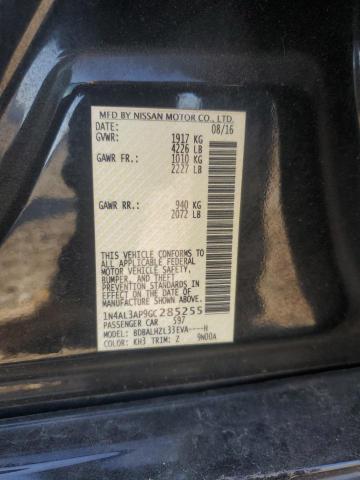 MFD BY NISSAN MOTOR CO., LTD.
DATE: 08/16
GVWR: 1917 KG
4226 LB
GAWR FR: 1010 KG
2227 LB
GAWR RR: 940 KG
2072 LB
THIS VEHICLE CONFORMS TO
ALL APPLICABLE FEDERAL
MOTOR VEHICLE SAFETY,
BUMPER, AND THEFT
PREVENTION STANDARDS IN
EFFECT ON THE DATE OF
MANUFACTURE SHOWN ABOVE.
1N4AL3AP9GC285255
PASSENGER CAR 597
MODEL: BDBALHZL33EVA----H
COLOR: KH3 TRIM: Z 9N00A